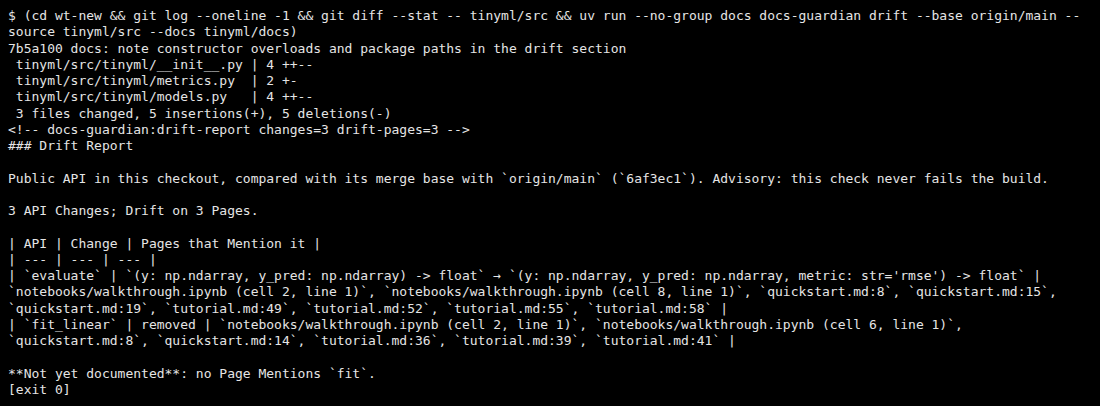 $ (cd wt-new && git log --oneline -1 && git diff --stat -- tinyml/src && uv run --no-group docs docs-guardian drift --base origin/main --
source tinyml/src --docs tinyml/docs)
7b5a100 docs: note constructor overloads and package paths in the drift section
 tinyml/src/tinyml/__init__.py | 4 ++--
 tinyml/src/tinyml/metrics.py  | 2 +-
 tinyml/src/tinyml/models.py   | 4 ++--
 3 files changed, 5 insertions(+), 5 deletions(-)
<!-- docs-guardian:drift-report changes=3 drift-pages=3 -->
### Drift Report

Public API in this checkout, compared with its merge base with `origin/main` (`6af3ec1`). Advisory: this check never fails the build.

3 API Changes; Drift on 3 Pages.

| API | Change | Pages that Mention it |
| --- | --- | --- |
| `evaluate` | `(y: np.ndarray, y_pred: np.ndarray) -> float` → `(y: np.ndarray, y_pred: np.ndarray, metric: str='rmse') -> float` |
`notebooks/walkthrough.ipynb (cell 2, line 1)`, `notebooks/walkthrough.ipynb (cell 8, line 1)`, `quickstart.md:8`, `quickstart.md:15`,
`quickstart.md:19`, `tutorial.md:49`, `tutorial.md:52`, `tutorial.md:55`, `tutorial.md:58` |
| `fit_linear` | removed | `notebooks/walkthrough.ipynb (cell 2, line 1)`, `notebooks/walkthrough.ipynb (cell 6, line 1)`,
`quickstart.md:8`, `quickstart.md:14`, `tutorial.md:36`, `tutorial.md:39`, `tutorial.md:41` |

**Not yet documented**: no Page Mentions `fit`.
[exit 0]